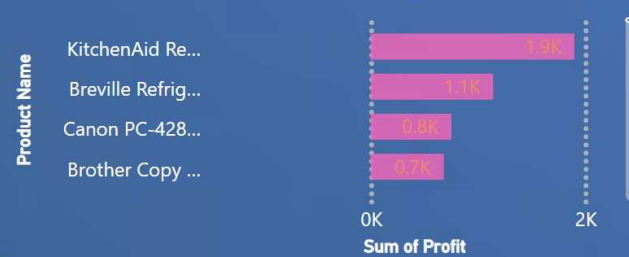 Product Name
KitchenAid Re...
1.9K
Breville Refrig...
1.1K
Canon PC-428...
0.8K
Brother Copy ...
0.7K
0K
2K
Sum of Profit